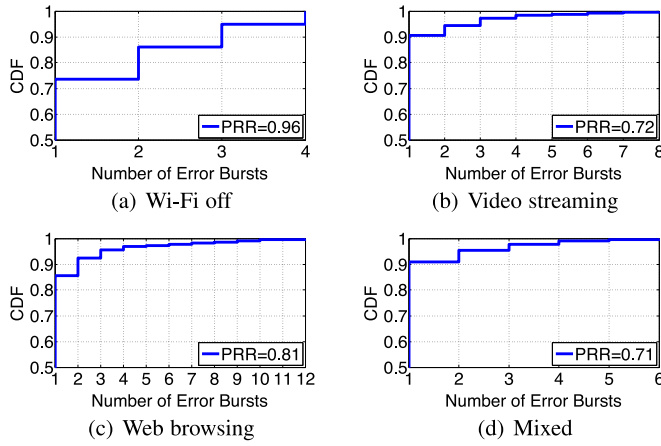 1
0.9
0.8
0.7
0.6
0.5
CDF
PRR=0.96
1 2 3 4
Number of Error Bursts
(a) Wi-Fi off
1
0.9
0.8
0.7
0.6
0.5
CDF
PRR=0.72
1 2 3 4 5 6 7 8
Number of Error Bursts
(b) Video streaming
1
0.9
0.8
0.7
0.6
0.5
CDF
PRR=0.81
1 2 3 4 5 6 7 8 9 10 11 12
Number of Error Bursts
(c) Web browsing
1
0.9
0.8
0.7
0.6
0.5
CDF
PRR=0.71
1 2 3 4 5 6
Number of Error Bursts
(d) Mixed